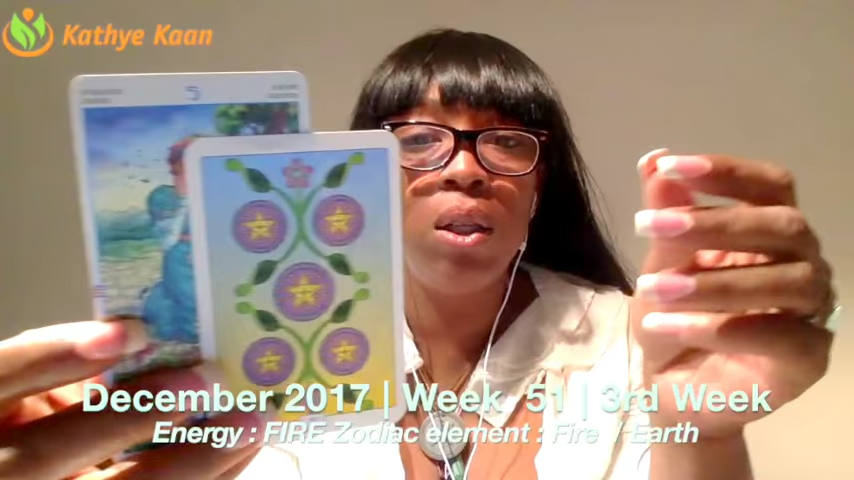 Kathye Kaan
5
December 2017 | Week 51 | 3rd Week
Energy : FIRE Zodiac element : Fire / Earth